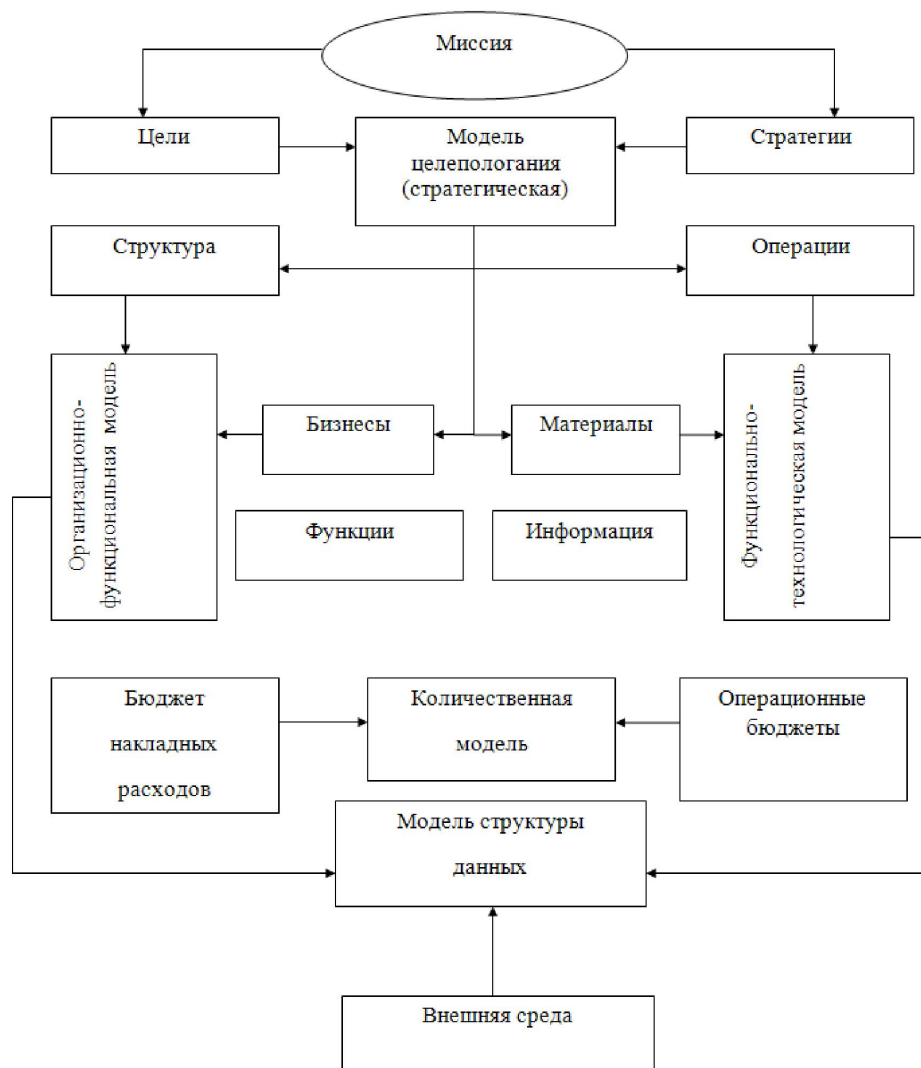 Миссия
Цели
Модель
целепологания
(стратегическая)
Стратегии
Структура
Операции
Организационно-
функциональная модель
Бизнесы
Материалы
Функционально-
технологическая модель
Функции
Информация
Бюджет
накладных
расходов
Количественная
модель
Операционные
бюджеты
Модель структуры
данных
Внешняя среда